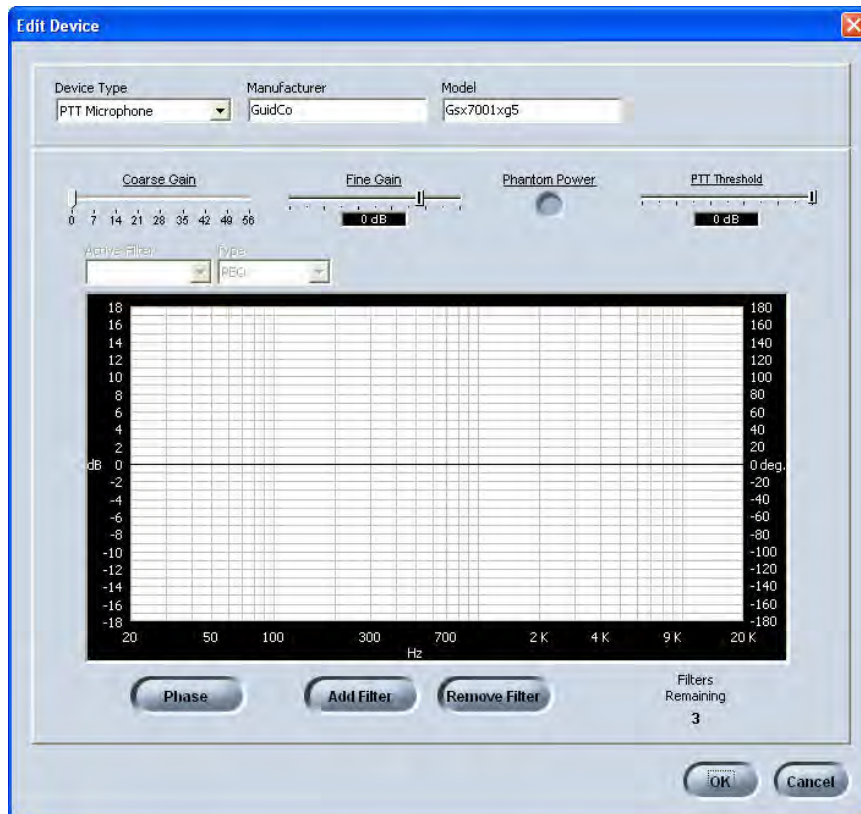 Edit Device
Device Type Manufacturer Model
PTT Microphone GuidCo Gsx7001xg5
Coarse Gain Fine Gain Phantom Power PTT Threshold
0 7 14 21 28 35 42 49 56
0 dB 0 dB
Active Filter Type
PEQ
18 180
16 160
14 140
12 120
10 100
8 80
6 60
4 40
2 20
dB 0 0 deg.
-2 -20
-4 -40
-6 -60
-8 -80
-10 -100
-12 -120
-14 -140
-16 -160
-18 -180
20 50 100 300 700 2 K 4 K 9 K 20 K
Hz
Phase Add Filter Remove Filter
Filters
Remaining
3
OK Cancel